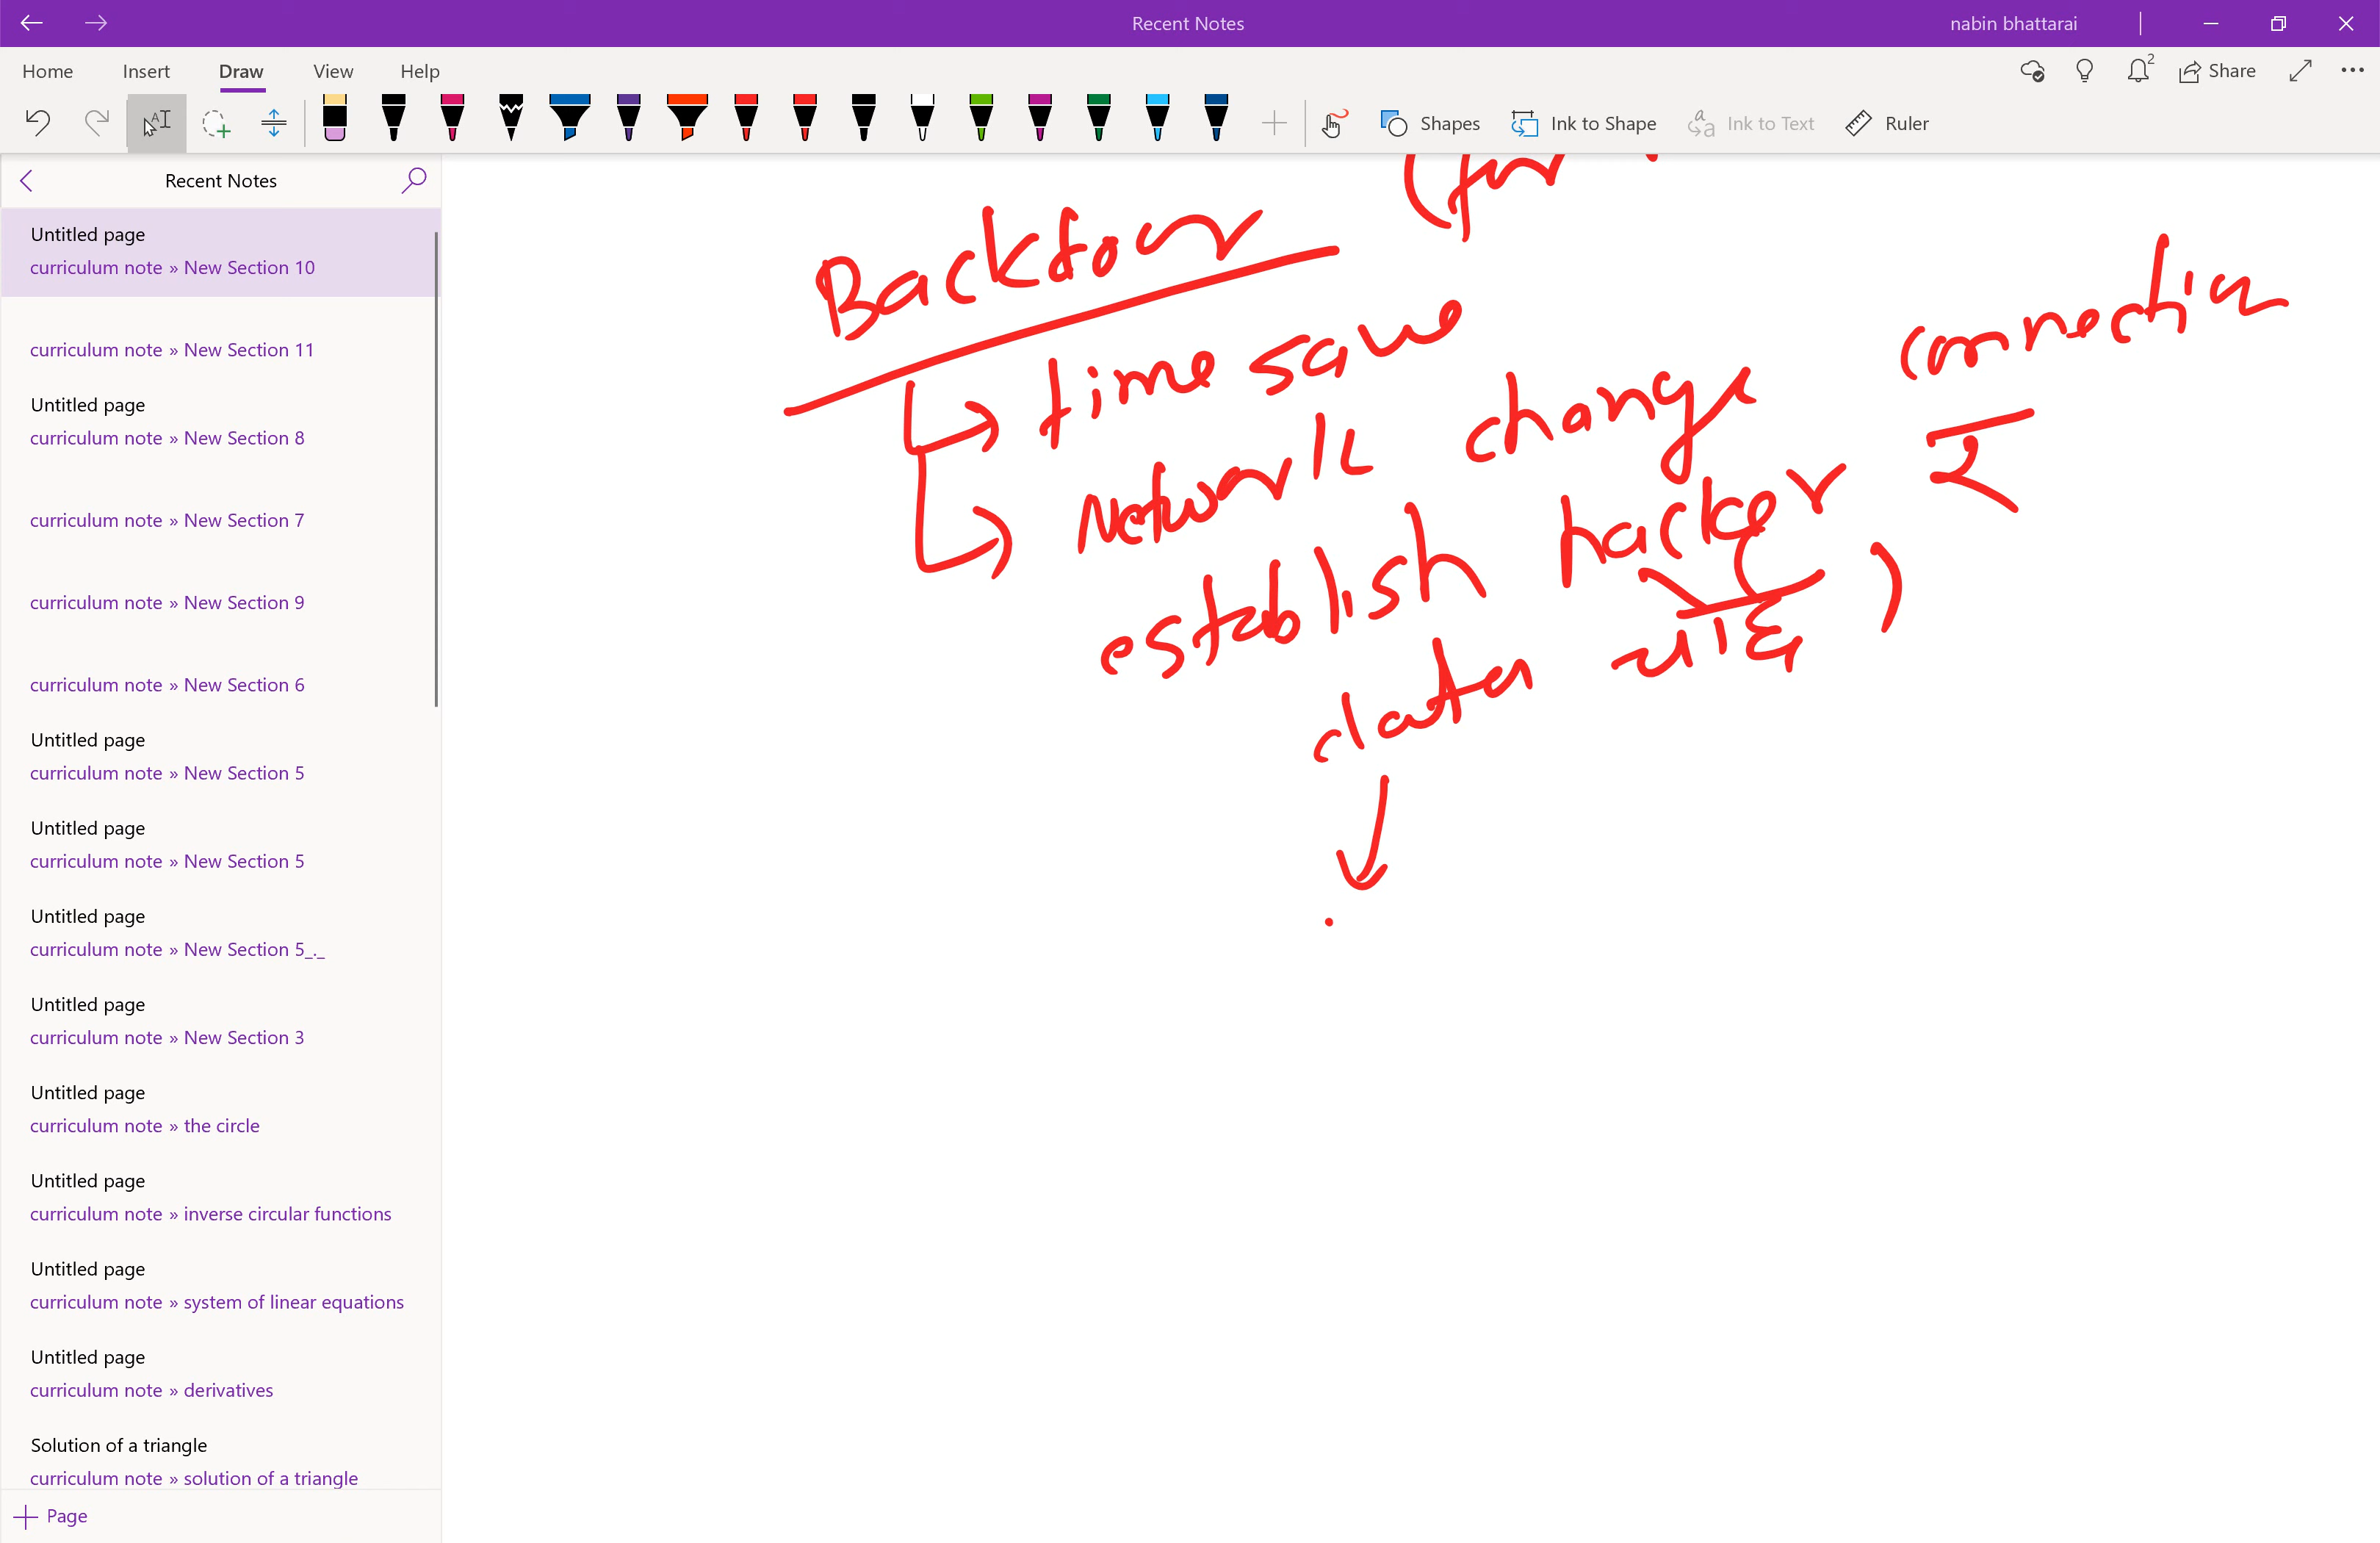 Recent Notes
nabin bhattarai
Home Insert Draw View Help
2 Share
Shapes Ink to Shape Ink to Text Ruler
Recent Notes
Untitled page
curriculum note » New Section 10
curriculum note » New Section 11
Untitled page
curriculum note » New Section 8
curriculum note » New Section 7
curriculum note » New Section 9
curriculum note » New Section 6
Untitled page
curriculum note » New Section 5
Untitled page
curriculum note » New Section 5
Untitled page
curriculum note » New Section 5_._
Untitled page
curriculum note » New Section 3
Untitled page
curriculum note » the circle
Untitled page
curriculum note » inverse circular functions
Untitled page
curriculum note » system of linear equations
Untitled page
curriculum note » derivatives
Solution of a triangle
curriculum note » solution of a triangle
Page
(for
time save
Network change connection
establish hacker र